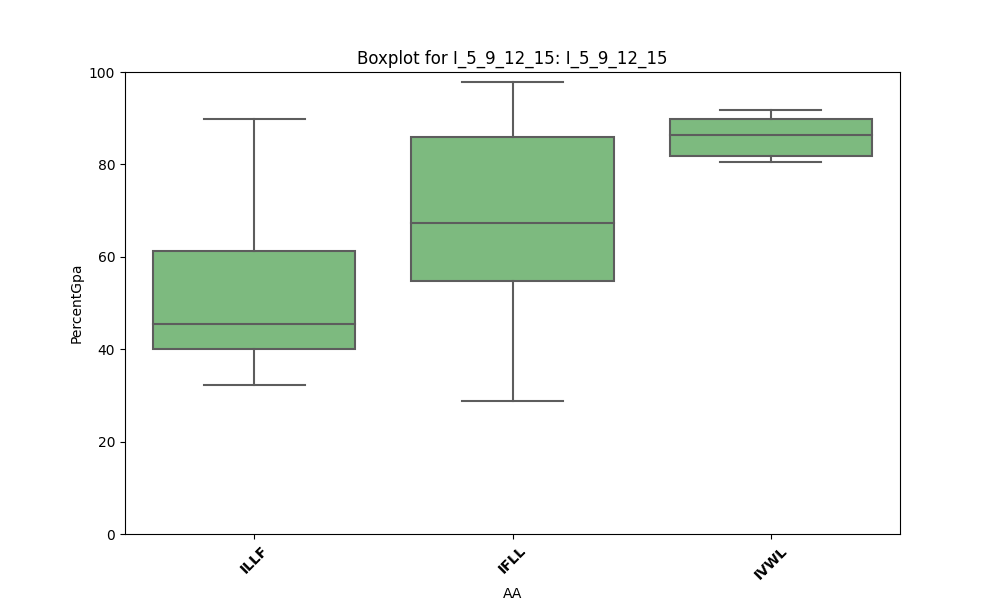 Boxplot for I_5_9_12_15: I_5_9_12_15
100
80
60
40
20
0
PercentGpa
ILLF
IFLL
IVWL
AA